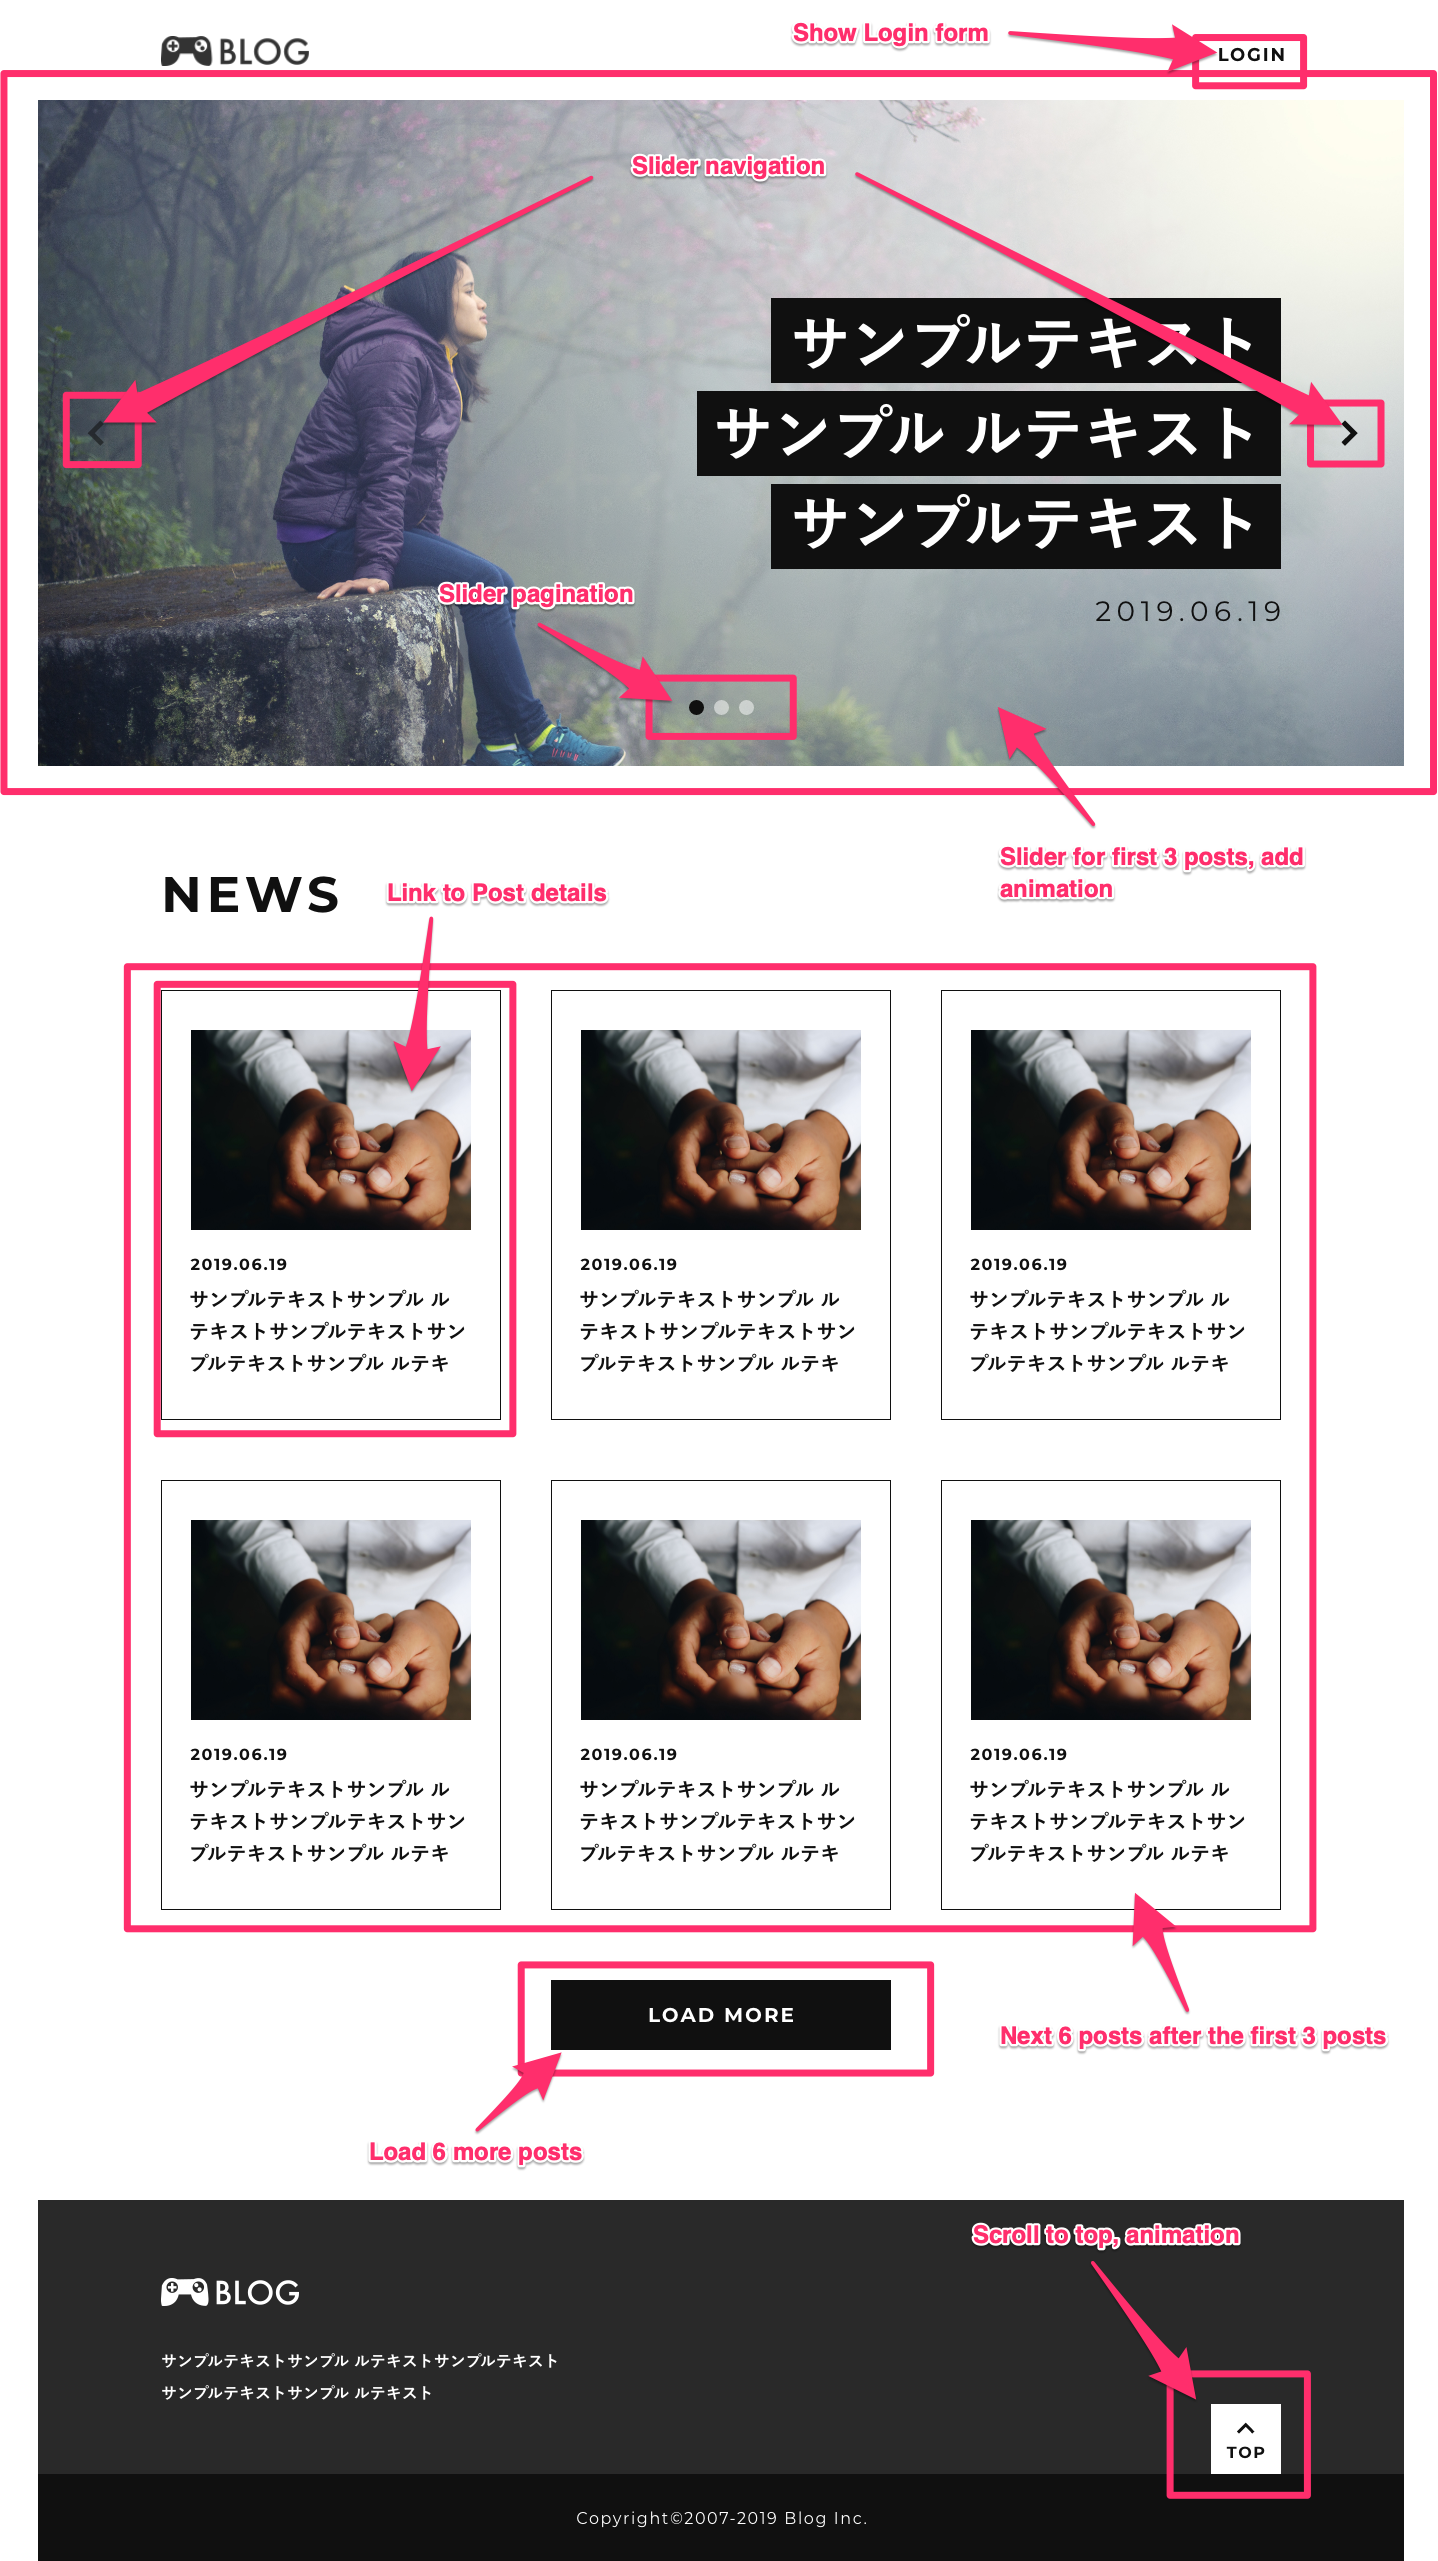 Show Login form
BLOG
LOGIN
Slider navigation
サンプルテキスト
サンプル ルテキスト
サンプルテキスト
Slider pagination
2019.06.19
Slider for first 3 posts, add
animation
NEWS
Link to Post details
2019.06.19
サンプルテキストサンプル ル
テキストサンプルテキストサン
プルテキストサンプル ルテキ
2019.06.19
サンプルテキストサンプル ル
テキストサンプルテキストサン
プルテキストサンプル ルテキ
2019.06.19
サンプルテキストサンプル ル
テキストサンプルテキストサン
プルテキストサンプル ルテキ
2019.06.19
サンプルテキストサンプル ル
テキストサンプルテキストサン
プルテキストサンプル ルテキ
2019.06.19
サンプルテキストサンプル ル
テキストサンプルテキストサン
プルテキストサンプル ルテキ
2019.06.19
サンプルテキストサンプル ル
テキストサンプルテキストサン
プルテキストサンプル ルテキ
LOAD MORE
Next 6 posts after the first 3 posts
Load 6 more posts
Scroll to top, animation
BLOG
サンプルテキストサンプル ルテキストサンプルテキスト
サンプルテキストサンプル ルテキスト
TOP
Copyright©2007-2019 Blog Inc.